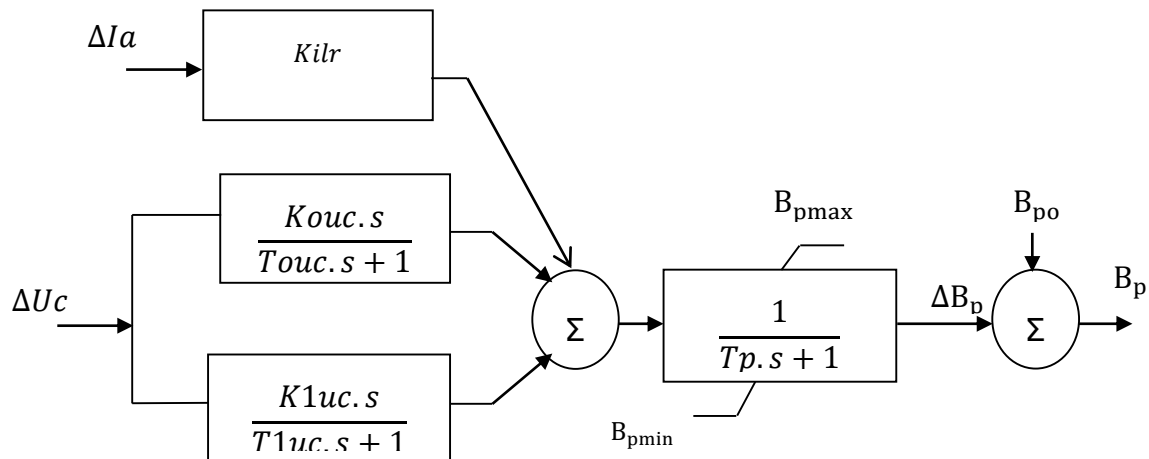 ΔIa
Kilr
Kouc.s
Touc.s + 1
ΔUc
K1uc.s
T1uc.s + 1
Σ
B_pmax
1
Tp.s + 1
B_pmin
ΔB_p
B_po
Σ
B_p